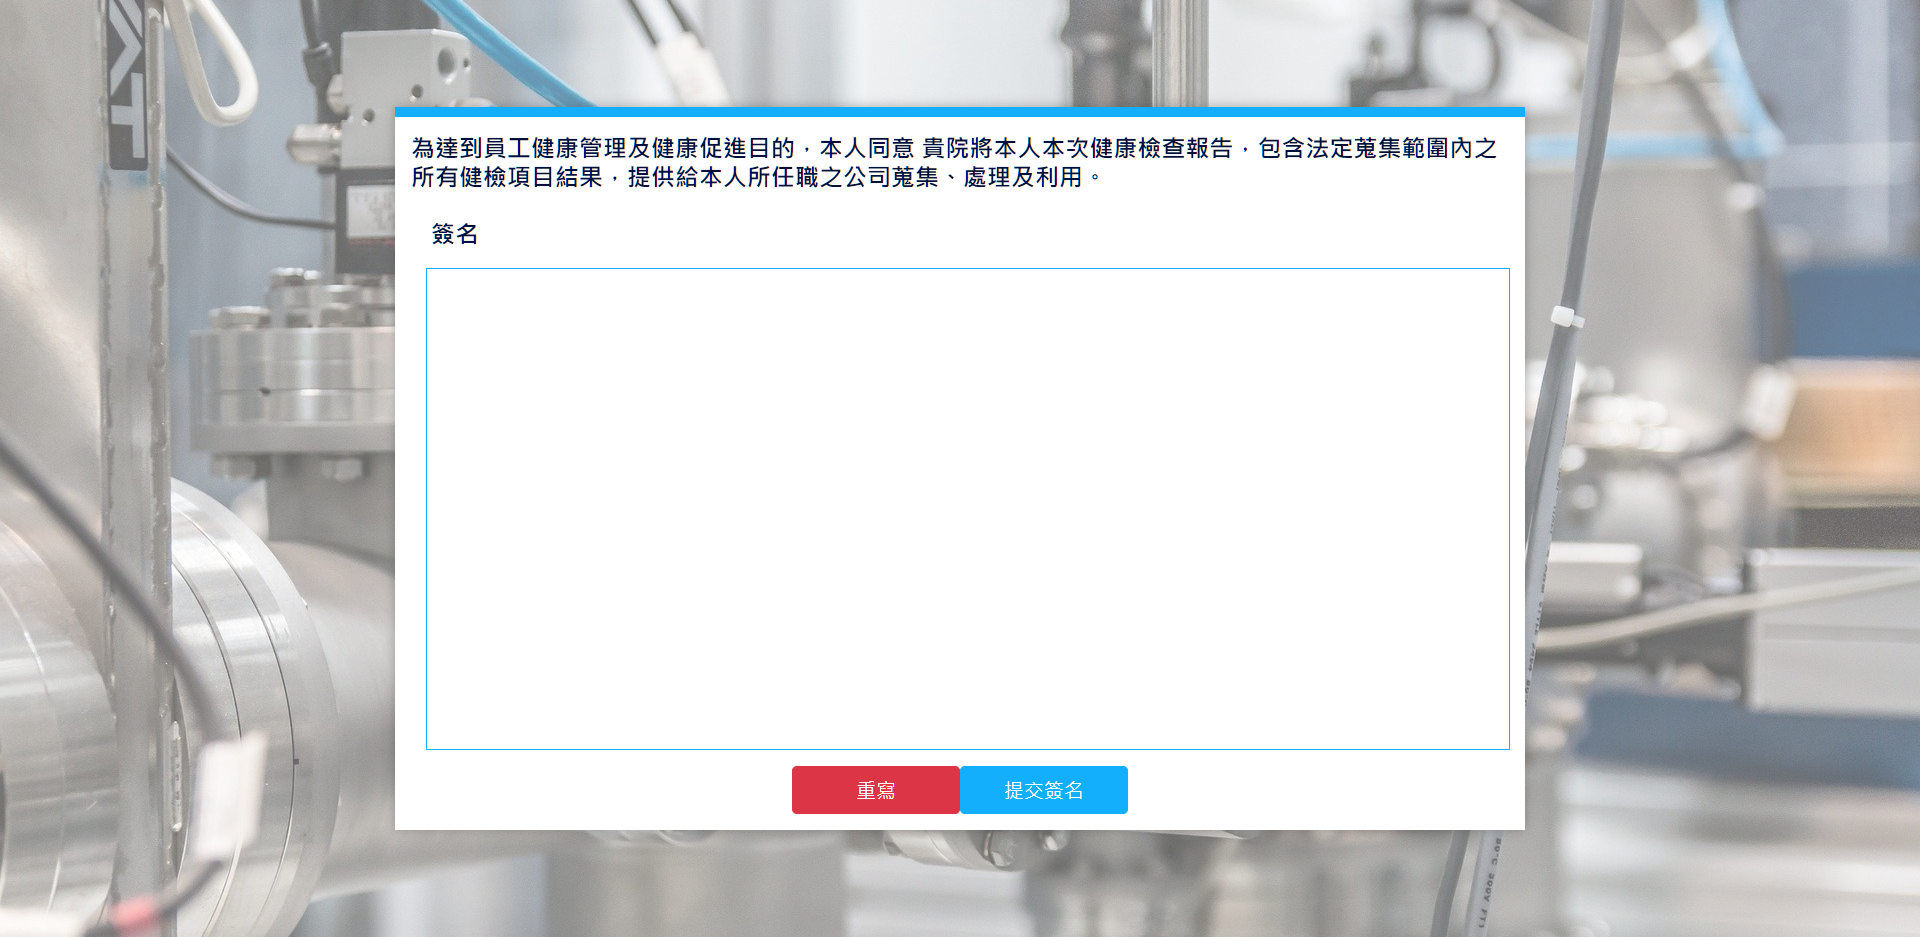 為達到員工健康管理及健康促進目的，本人同意 貴院將本人本次健康檢查報告，包含法定蒐集範圍內之
所有健檢項目結果，提供給本人所任職之公司蒐集、處理及利用。
簽名
重寫
提交簽名